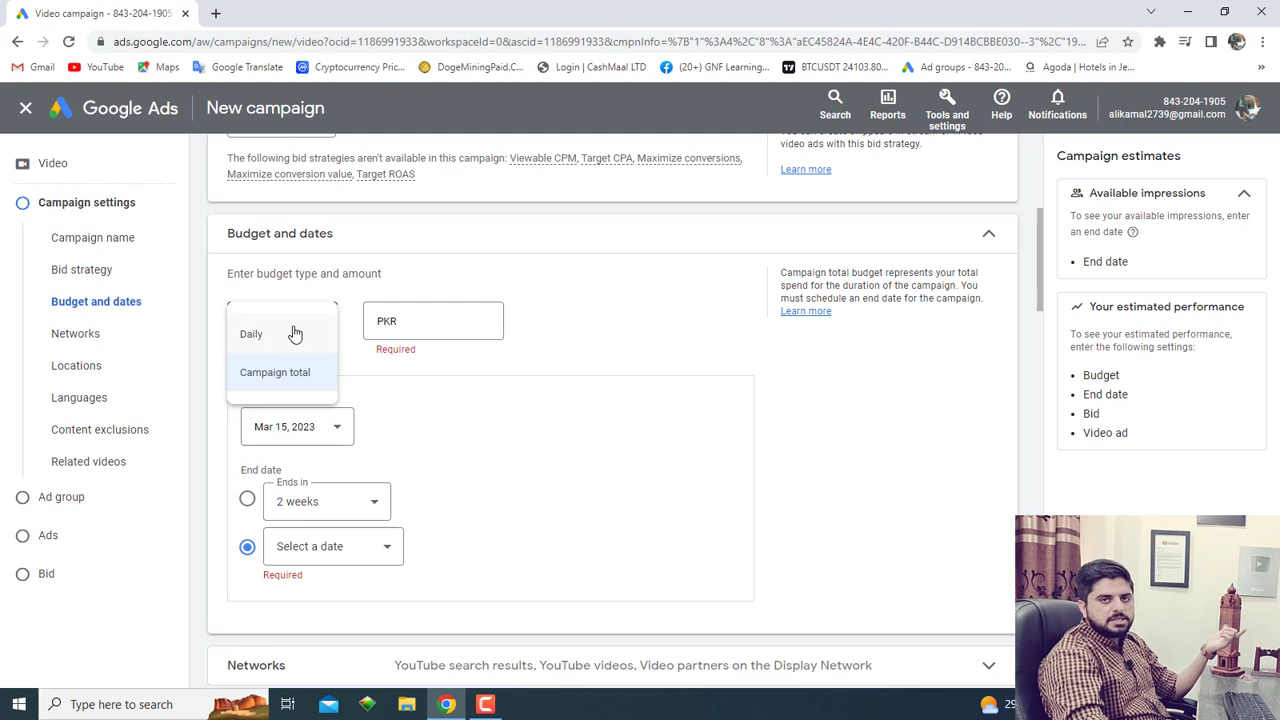 Video campaign - 843-204-1905
ads.google.com/aw/campaigns/new/video?ocid=1186991933&workspaceId=0&ascid=1186991933&cmpnInfo=%7B"1"%3A4%2C"8"%3A"aEC45824A-4E4C-420F-B44C-D914BCBBE030--3"%2C"19...
Gmail
YouTube
Maps
Google Translate
Cryptocurrency Pric...
DogeMiningPaid.C...
Login | CashMaal LTD
(20+) GNF Learning...
BTCUSDT 24103.80...
Ad groups - 843-20...
Agoda | Hotels in Je...
Google Ads
New campaign
Search
Reports
Tools and settings
Help
Notifications
843-204-1905
alikamal2739@gmail.com
Video
Campaign settings
Campaign name
Bid strategy
Budget and dates
Networks
Locations
Languages
Content exclusions
Related videos
Ad group
Ads
Bid
The following bid strategies aren't available in this campaign: Viewable CPM, Target CPA, Maximize conversions,
Maximize conversion value, Target ROAS
video ads with this bid strategy.
Learn more
Budget and dates
Enter budget type and amount
Daily
Campaign total
PKR
Required
Campaign total budget represents your total
spend for the duration of the campaign. You
must schedule an end date for the campaign.
Learn more
Mar 15, 2023
End date
Ends in
2 weeks
Select a date
Required
Networks
YouTube search results, YouTube videos, Video partners on the Display Network
Campaign estimates
Available impressions
To see your available impressions, enter
an end date
End date
Your estimated performance
To see your estimated performance,
enter the following settings:
Budget
End date
Bid
Video ad
Type here to search
29